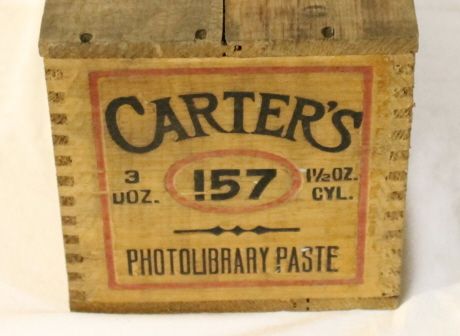 CARTER'S
3
DOZ.
157
1½ OZ.
CYL.
PHOTOLIBRARY PASTE